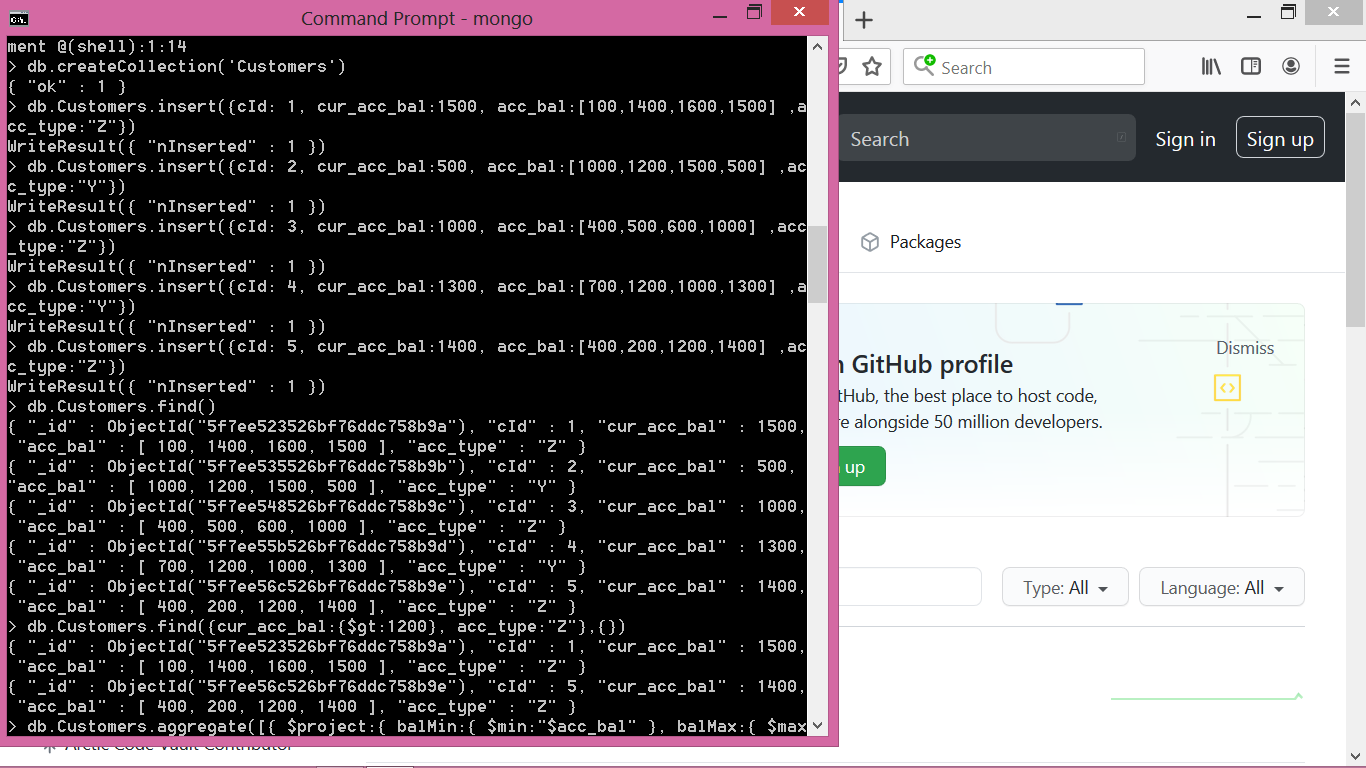 Command Prompt - mongo
ment @(shell):1:14
> db.createCollection('Customers')
{ "ok" : 1 }
> db.Customers.insert({cId: 1, cur_acc_bal:1500, acc_bal:[100,1400,1600,1500] ,a
cc_type:"Z"})
WriteResult({ "nInserted" : 1 })
> db.Customers.insert({cId: 2, cur_acc_bal:500, acc_bal:[1000,1200,1500,500] ,ac
c_type:"Y"})
WriteResult({ "nInserted" : 1 })
> db.Customers.insert({cId: 3, cur_acc_bal:1000, acc_bal:[400,500,600,1000] ,acc
_type:"Z"})
WriteResult({ "nInserted" : 1 })
> db.Customers.insert({cId: 4, cur_acc_bal:1300, acc_bal:[700,1200,1000,1300] ,a
cc_type:"Y"})
WriteResult({ "nInserted" : 1 })
> db.Customers.insert({cId: 5, cur_acc_bal:1400, acc_bal:[400,200,1200,1400] ,ac
c_type:"Z"})
WriteResult({ "nInserted" : 1 })
> db.Customers.find()
{ "_id" : ObjectId("5f7ee523526bf76ddc758b9a"), "cId" : 1, "cur_acc_bal" : 1500,
"acc_bal" : [ 100, 1400, 1600, 1500 ], "acc_type" : "Z" }
{ "_id" : ObjectId("5f7ee535526bf76ddc758b9b"), "cId" : 2, "cur_acc_bal" : 500,
"acc_bal" : [ 1000, 1200, 1500, 500 ], "acc_type" : "Y" }
{ "_id" : ObjectId("5f7ee548526bf76ddc758b9c"), "cId" : 3, "cur_acc_bal" : 1000,
"acc_bal" : [ 400, 500, 600, 1000 ], "acc_type" : "Z" }
{ "_id" : ObjectId("5f7ee55b526bf76ddc758b9d"), "cId" : 4, "cur_acc_bal" : 1300,
"acc_bal" : [ 700, 1200, 1000, 1300 ], "acc_type" : "Y" }
{ "_id" : ObjectId("5f7ee56c526bf76ddc758b9e"), "cId" : 5, "cur_acc_bal" : 1400,
"acc_bal" : [ 400, 200, 1200, 1400 ], "acc_type" : "Z" }
> db.Customers.find({cur_acc_bal:{$gt:1200}, acc_type:"Z"},{})
{ "_id" : ObjectId("5f7ee523526bf76ddc758b9a"), "cId" : 1, "cur_acc_bal" : 1500,
"acc_bal" : [ 100, 1400, 1600, 1500 ], "acc_type" : "Z" }
{ "_id" : ObjectId("5f7ee56c526bf76ddc758b9e"), "cId" : 5, "cur_acc_bal" : 1400,
"acc_bal" : [ 400, 200, 1200, 1400 ], "acc_type" : "Z" }
> db.Customers.aggregate([{ $project:{ balMin:{ $min:"$acc_bal" }, balMax:{ $max
Search
Search
Sign in
Sign up
Packages
GitHub profile
Dismiss
tHub, the best place to host code,
re alongside 50 million developers.
up
Type: All
Language: All
Arctic Code Vault Contributor